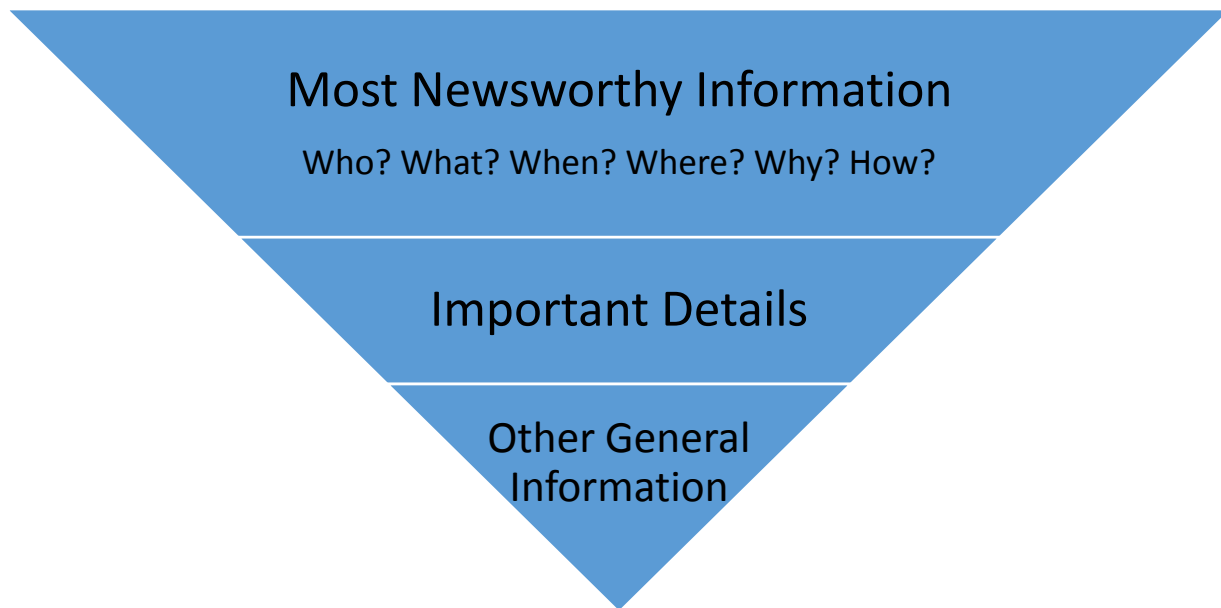 Most Newsworthy Information
Who? What? When? Where? Why? How?
Important Details
Other General
Information